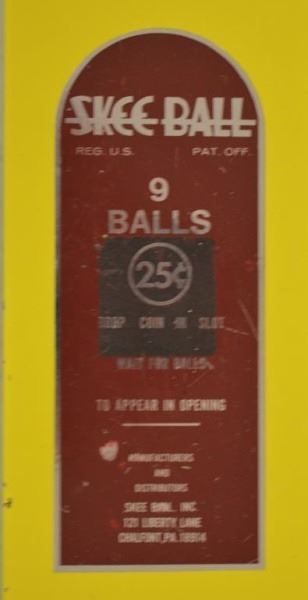 SKEE BALL
REG. U.S. PAT. OFF.
9
BALLS
25¢
DROP COIN IN SLOT
WAIT FOR BALLS
TO APPEAR IN OPENING
MANUFACTURERS
AND
DISTRIBUTORS
SKEE BALL, INC.
121 LIBERTY LANE
CHALFONT, PA. 18914